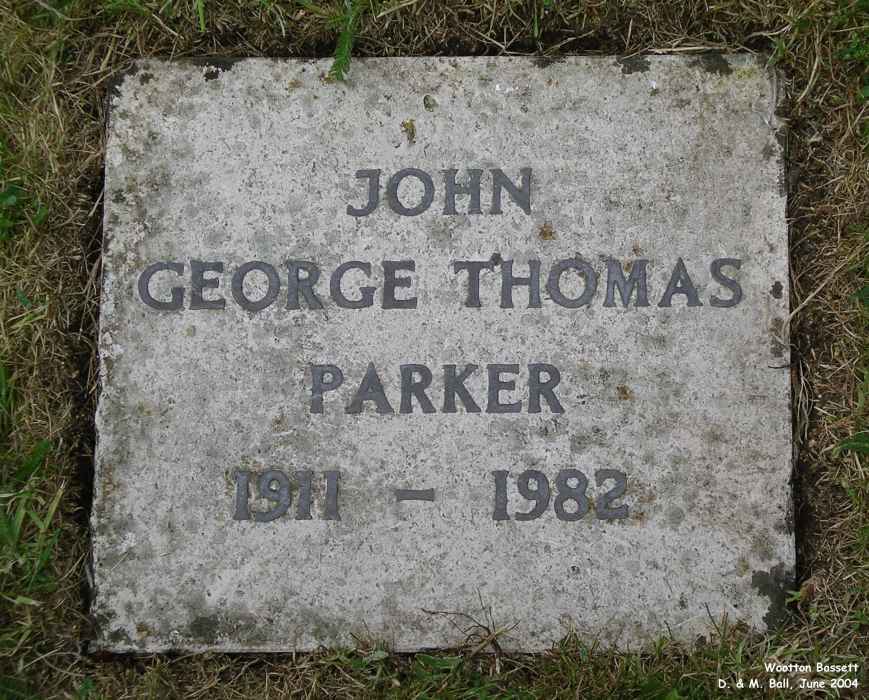 JOHN
GEORGE THOMAS
PARKER
1911 - 1982
Wootton Bassett
D. & M. Ball, June 2004